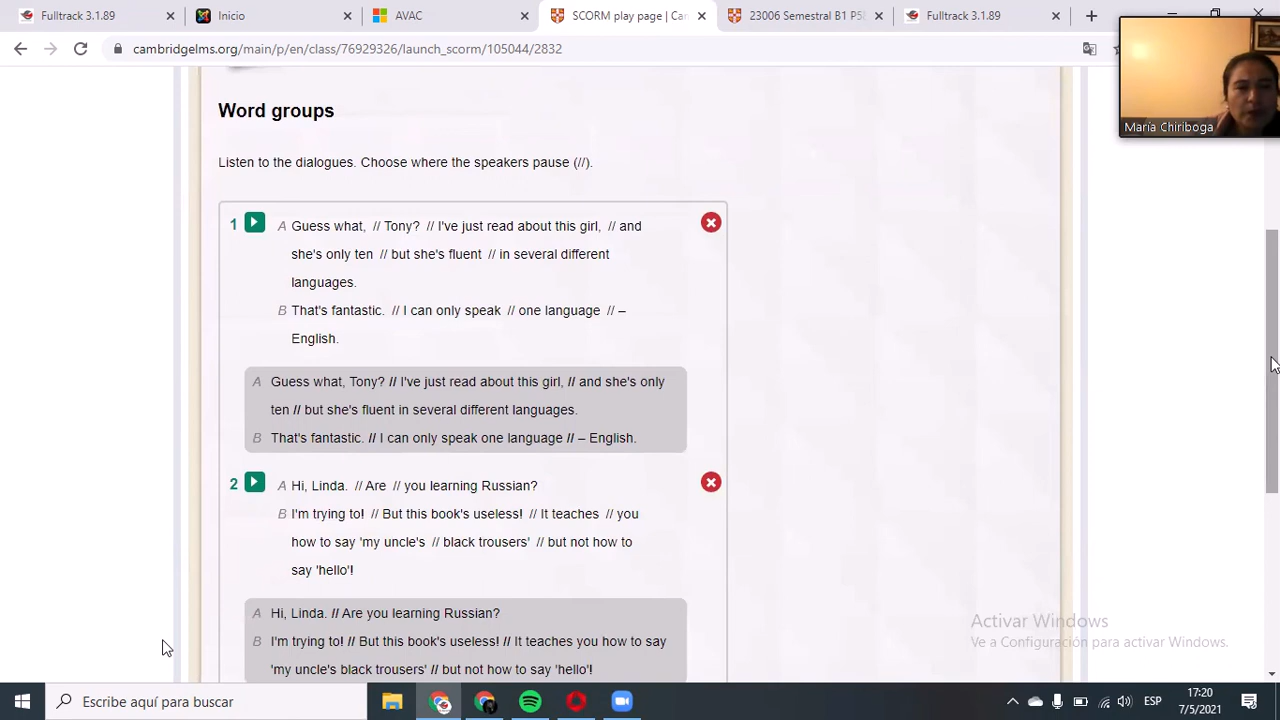 Fulltrack 3.1.89
Inicio
AVAC
SCORM play page | Can
23006 Semestral B1 P58
Fulltrack 3.1.89
cambridgelms.org/main/p/en/class/76929326/launch_scorm/105044/2832
María Chiriboga
Word groups
Listen to the dialogues. Choose where the speakers pause (//).
1 A Guess what, // Tony? // I've just read about this girl, // and
she's only ten // but she's fluent // in several different
languages.
B That's fantastic. // I can only speak // one language // –
English.
A Guess what, Tony? // I've just read about this girl, // and she's only
ten // but she's fluent in several different languages.
B That's fantastic. // I can only speak one language // – English.
2 A Hi, Linda. // Are // you learning Russian?
B I'm trying to! // But this book's useless! // It teaches // you
how to say 'my uncle's // black trousers' // but not how to
say 'hello'!
A Hi, Linda. // Are you learning Russian?
B I'm trying to! // But this book's useless! // It teaches you how to say
'my uncle's black trousers' // but not how to say 'hello'!
Activar Windows
Ve a Configuración para activar Windows.
Escribe aquí para buscar
ESP
17:20
7/5/2021